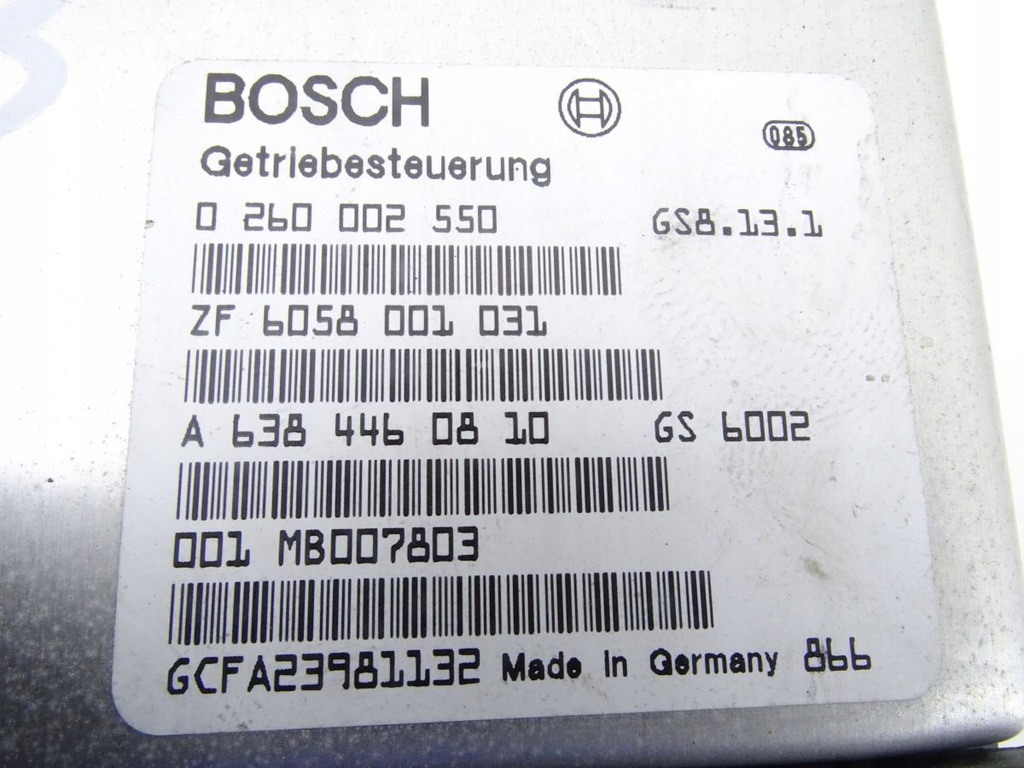 BOSCH
085
Getriebesteuerung
0 260 002 550 GS8.13.1
ZF 6058 001 031
A 638 446 08 10 GS 6002
001 MB007803
GCFA23981132 Made in Germany 866